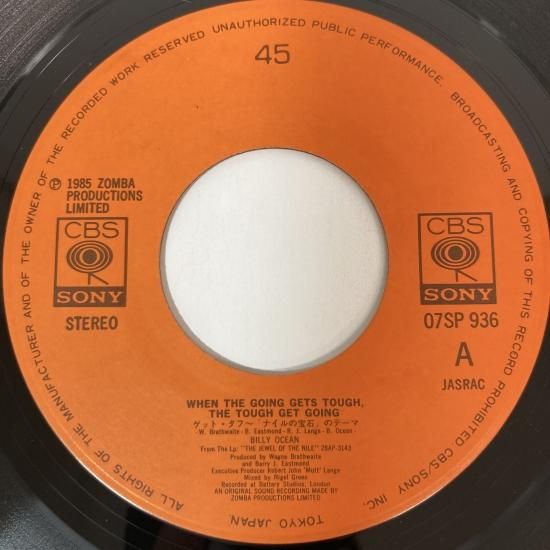 ALL RIGHTS OF THE MANUFACTURER AND OF THE OWNER OF THE RECORDED WORK RESERVED UNAUTHORIZED PUBLIC PERFORMANCE, BROADCASTING AND COPYING OF THIS RECORD PROHIBITED CBS/SONY INC.
TOKYO JAPAN.
45
℗ 1985 ZOMBA
PRODUCTIONS
LIMITED
CBS
SONY
STEREO
CBS
SONY
07SP 936
A
JASRAC
WHEN THE GOING GETS TOUGH,
THE TOUGH GET GOING
ゲット・タフ〜「ナイルの宝石」のテーマ
- W. Brathwaite - B. Eastmond - R. J. Lange - B. Ocean -
BILLY OCEAN
From The Lp: "THE JEWEL OF THE NILE" 28AP-3143
Produced by Wayne Brathwaite
and Barry J. Eastmond
Executive Producer Robert John 'Mutt' Lange
Mixed by Nigel Green
Recorded at Battery Studios, London
AN ORIGINAL SOUND RECORDING MADE BY
ZOMBA PRODUCTIONS LIMITED